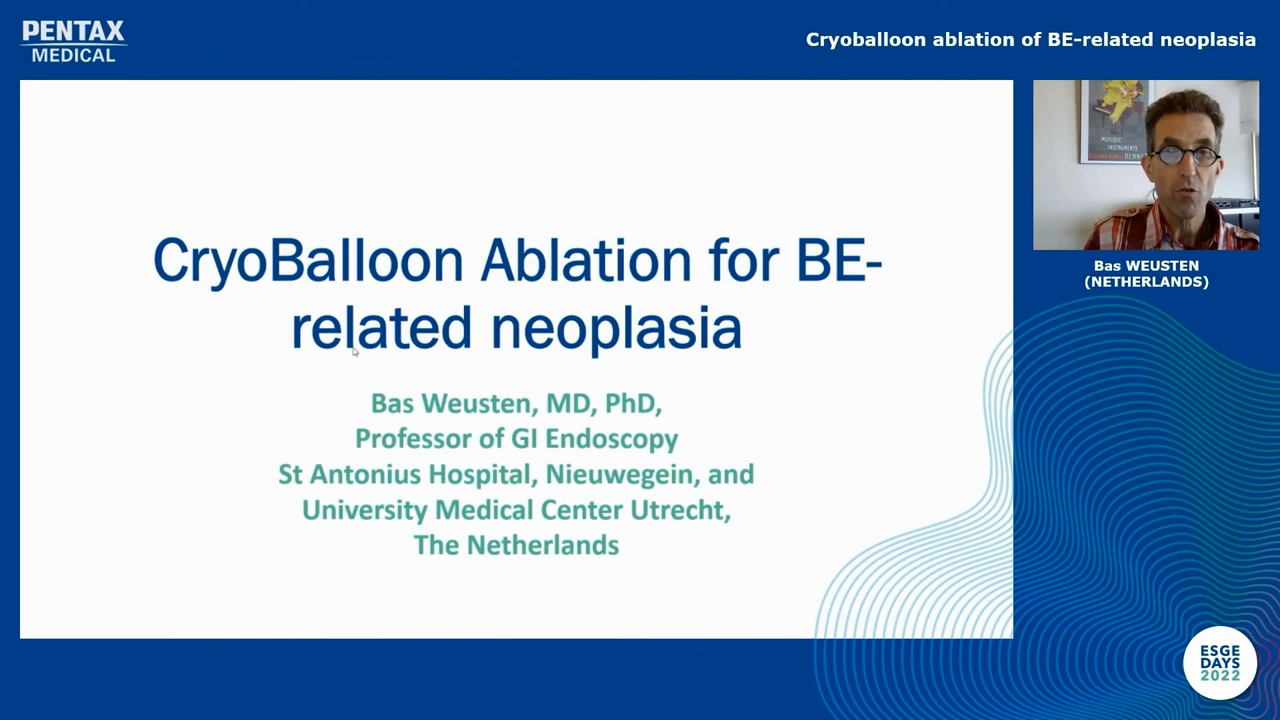 PENTAX
MEDICAL
Cryoballoon ablation of BE-related neoplasia
CryoBalloon Ablation for BE-
related neoplasia
Bas Weusten, MD, PhD,
Professor of GI Endoscopy
St Antonius Hospital, Nieuwegein, and
University Medical Center Utrecht,
The Netherlands
MUSIQUE
INSTRUMENTS
Bas WEUSTEN
(NETHERLANDS)
ESGE
DAYS
2022